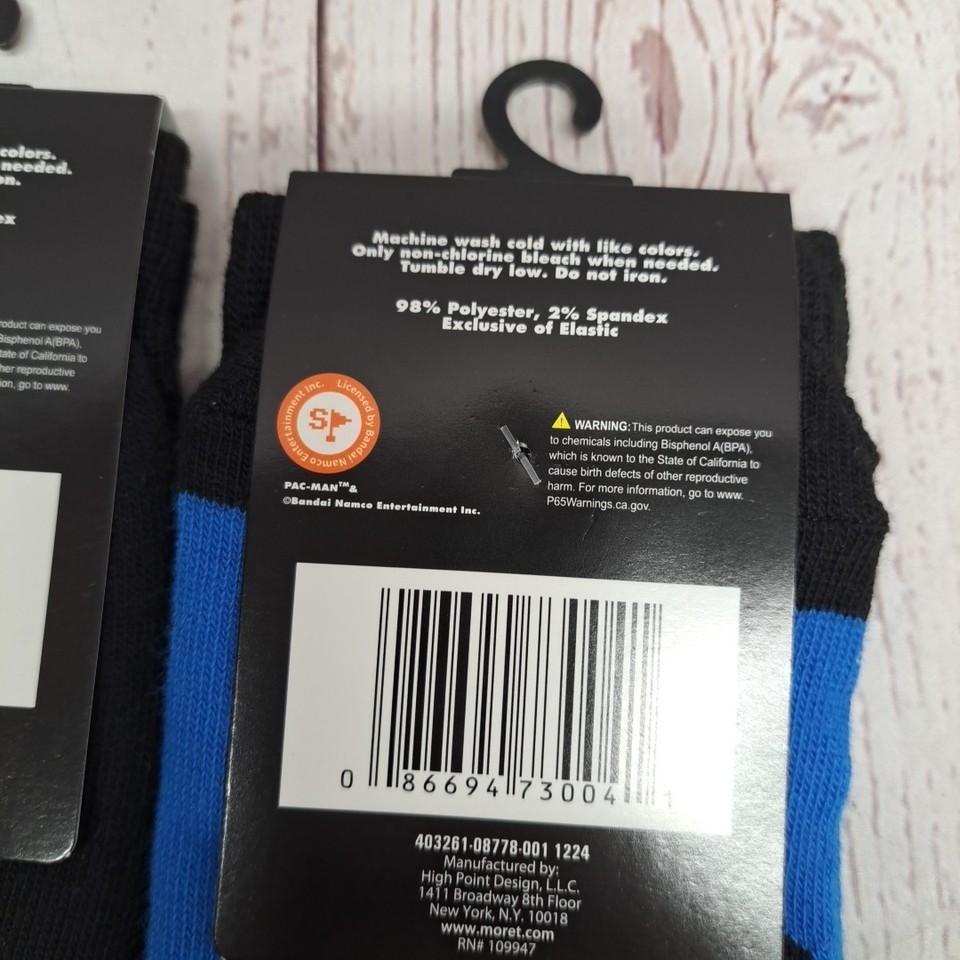 colors.
needed.
on.
ex
roduct can expose you
Bisphenol A(BPA),
tate of California to
her reproductive
ion, go to www.
Machine wash cold with like colors.
Only non-chlorine bleach when needed.
Tumble dry low. Do not iron.
98% Polyester, 2% Spandex
Exclusive of Elastic
Licensed by Bandai Namco Entertainment Inc.
SP
PAC-MAN™&
©Bandai Namco Entertainment Inc.
WARNING: This product can expose you
to chemicals including Bisphenol A(BPA),
which is known to the State of California to
cause birth defects of other reproductive
harm. For more information, go to www.
P65Warnings.ca.gov.
0 86694 73004 1
403261-08778-001 1224
Manufactured by:
High Point Design, L.L.C.
1411 Broadway 8th Floor
New York, N.Y. 10018
www.moret.com
RN# 109947